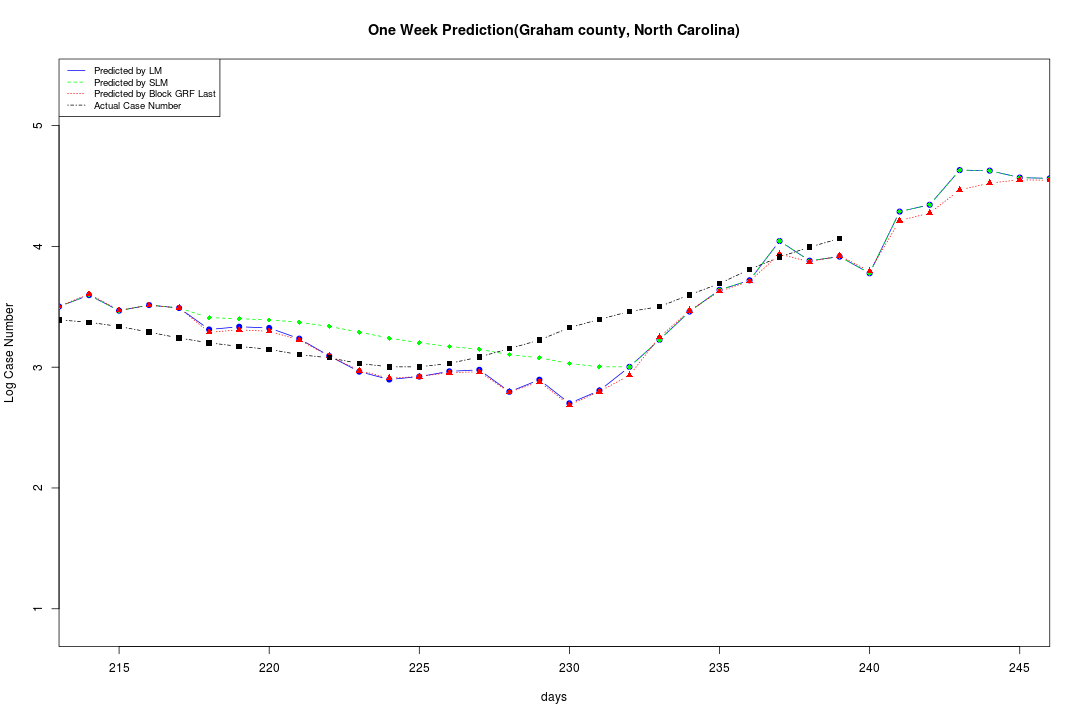 One Week Prediction(Graham county, North Carolina)
Predicted by LM
Predicted by SLM
Predicted by Block GRF Last
Actual Case Number
5
4
3
2
1
Log Case Number
215 220 225 230 235 240 245
days